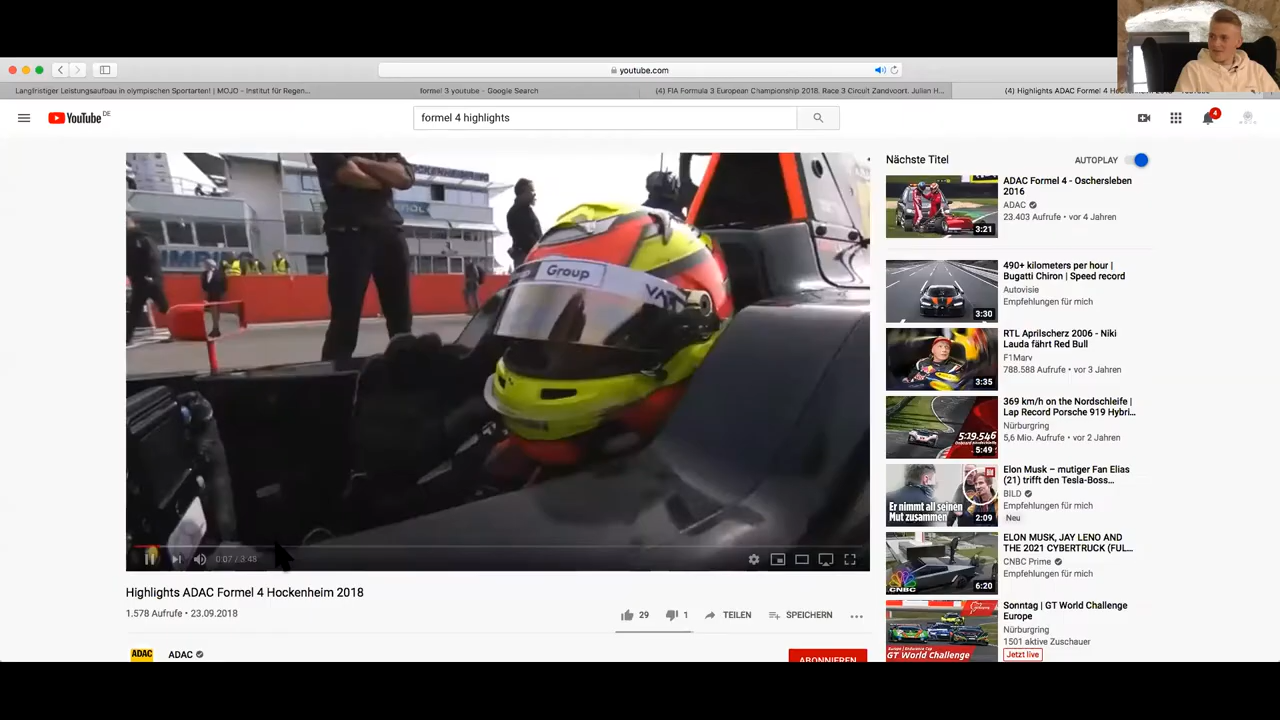 youtube.com
Langfristiger Leistungsaufbau in olympischen Sportarten! | MOJO - Institut für Regen...
formel 3 youtube - Google Search
(4) FIA Formula 3 European Championship 2018. Race 3 Circuit Zandvoort. Julian H...
(4) Highlights ADAC Formel 4
YouTube DE
formel 4 highlights
4
Group
VAR
0:07 / 3:48
Highlights ADAC Formel 4 Hockenheim 2018
1.578 Aufrufe • 23.09.2018
29
1
TEILEN
SPEICHERN
ADAC
ADAC
ABONNIEREN
Nächste Titel
AUTOPLAY
ADAC Formel 4 - Oschersleben
2016
ADAC
23.403 Aufrufe • vor 4 Jahren
3:21
490+ kilometers per hour |
Bugatti Chiron | Speed record
Autovisie
Empfehlungen für mich
3:30
RTL Aprilscherz 2006 - Niki
Lauda fährt Red Bull
F1Marv
788.588 Aufrufe • vor 3 Jahren
3:35
369 km/h on the Nordschleife |
Lap Record Porsche 919 Hybri...
Nürburgring
5,6 Mio. Aufrufe • vor 2 Jahren
5:19.546
5:49
Elon Musk – mutiger Fan Elias
(21) trifft den Tesla-Boss...
BILD
Empfehlungen für mich
Neu
Er nimmt all seinen
Mut zusammen
2:09
ELON MUSK, JAY LENO AND
THE 2021 CYBERTRUCK (FUL...
CNBC Prime
Empfehlungen für mich
CNBC
6:20
Sonntag | GT World Challenge
Europe
Nürburgring
1501 aktive Zuschauer
Jetzt live
GT World Challenge